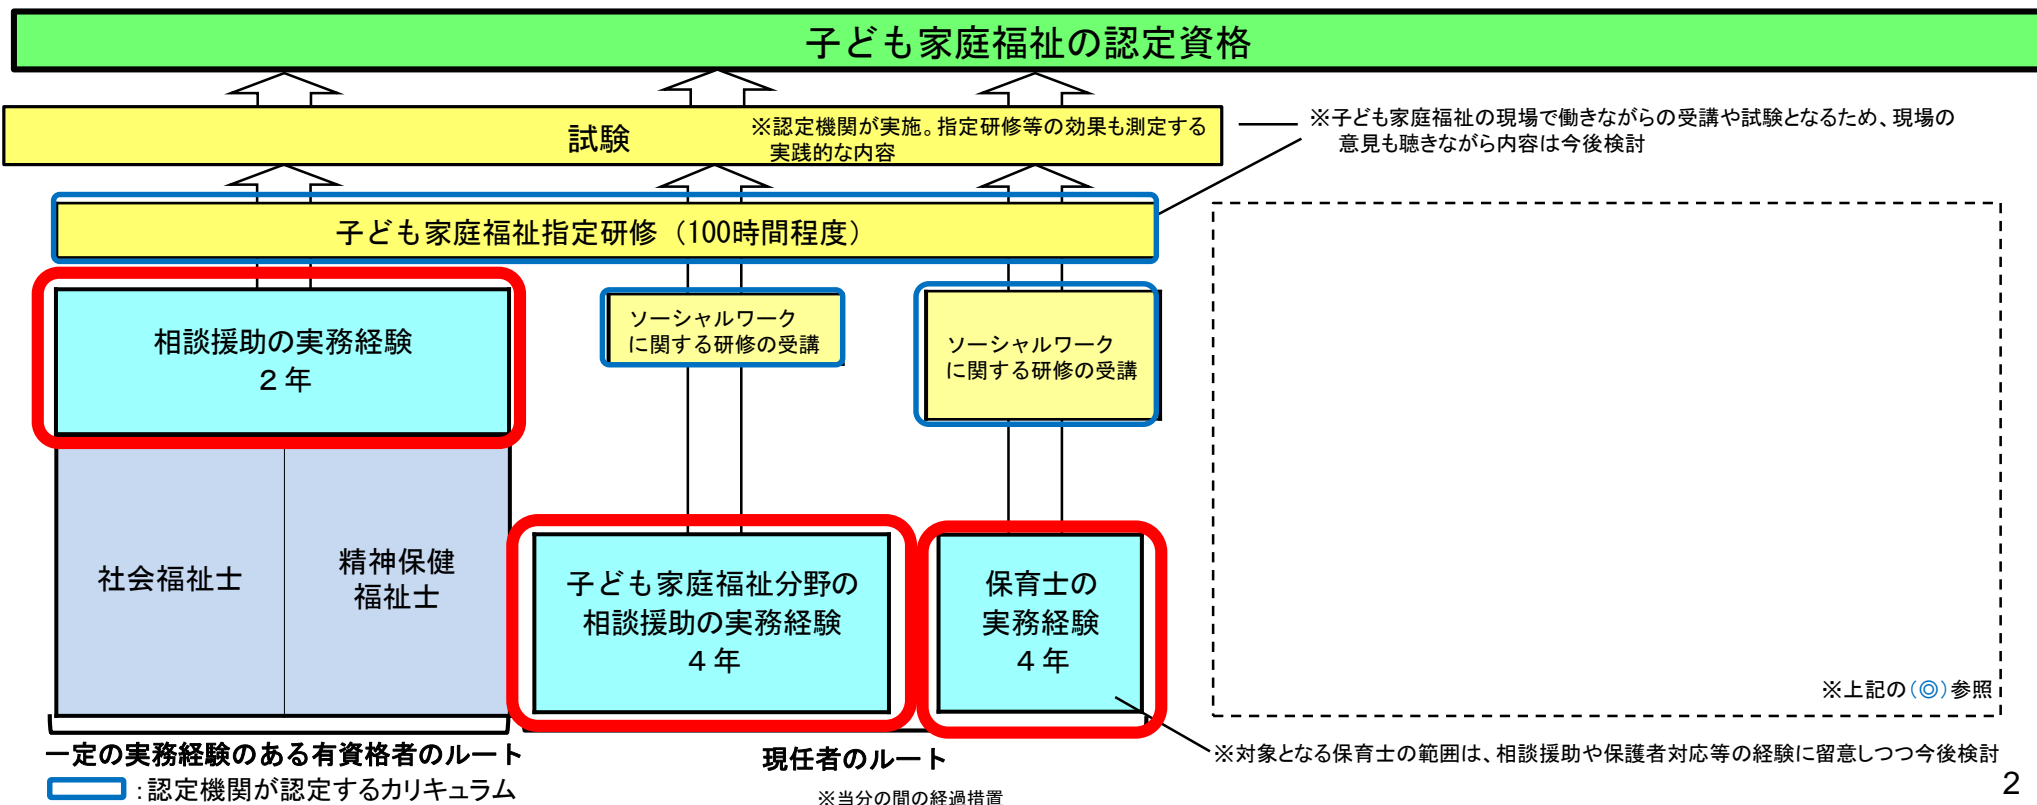 子ども家庭福祉の認定資格
試験
※認定機関が実施。指定研修等の効果も測定する
実践的な内容
※子ども家庭福祉の現場で働きながらの受講や試験となるため、現場の
意見も聴きながら内容は今後検討
子ども家庭福祉指定研修（100時間程度）
相談援助の実務経験
２年
ソーシャルワーク
に関する研修の受講
ソーシャルワーク
に関する研修の受講
社会福祉士
精神保健
福祉士
子ども家庭福祉分野の
相談援助の実務経験
４年
保育士の
実務経験
４年
※上記の（◎）参照
一定の実務経験のある有資格者のルート
現任者のルート
※対象となる保育士の範囲は、相談援助や保護者対応等の経験に留意しつつ今後検討
：認定機関が認定するカリキュラム
※当分の間の経過措置
2